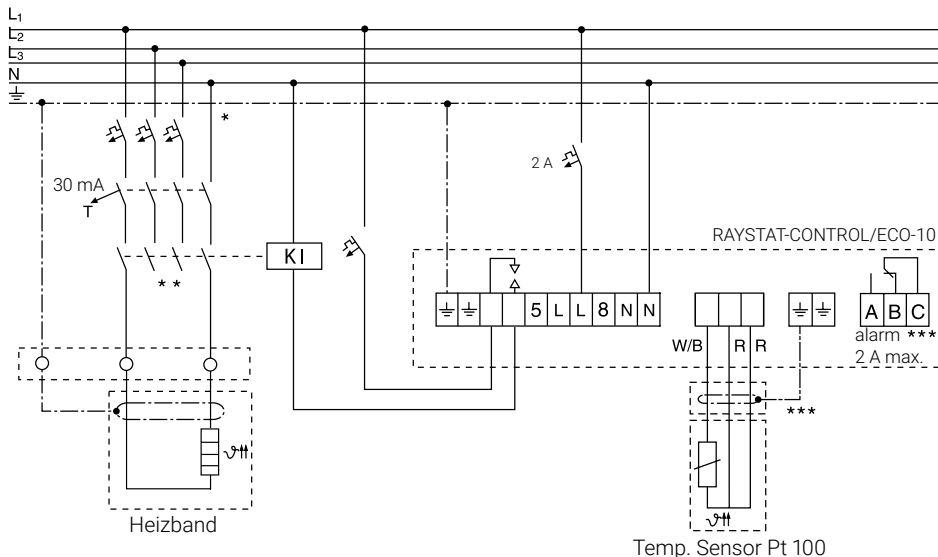 L1
L2
L3
N
*
30 mA
T
* *
KI
2 A
RAYSTAT-CONTROL/ECO-10
5 L L 8 N N
W/B R R
A B C
alarm ***
2 A max.
***
ϑ
Heizband
ϑ
Temp. Sensor Pt 100